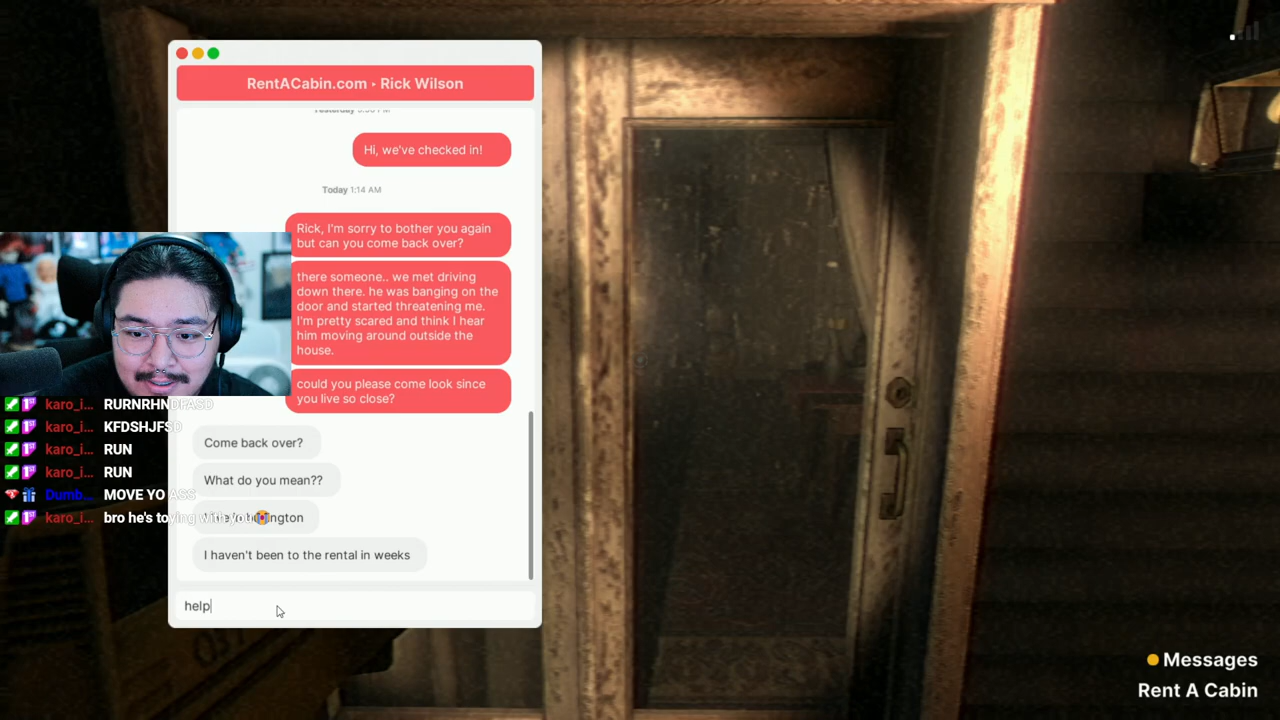 RentACabin.com ▸ Rick Wilson
Hi, we've checked in!
Today 1:14 AM
Rick, I'm sorry to bother you again
but can you come back over?
there someone.. we met driving
down there. he was banging on the
door and started threatening me.
I'm pretty scared and think I hear
him moving around outside the
house.
could you please come look since
you live so close?
Come back over?
What do you mean??
I haven't been to the rental in weeks
help
karo_i... RURNRHNDFASD
karo_i... KFDSHJFSD
karo_i... RUN
karo_i... RUN
Dumb... MOVE YO ASS
karo_i... bro he's toying with you
Messages
Rent A Cabin